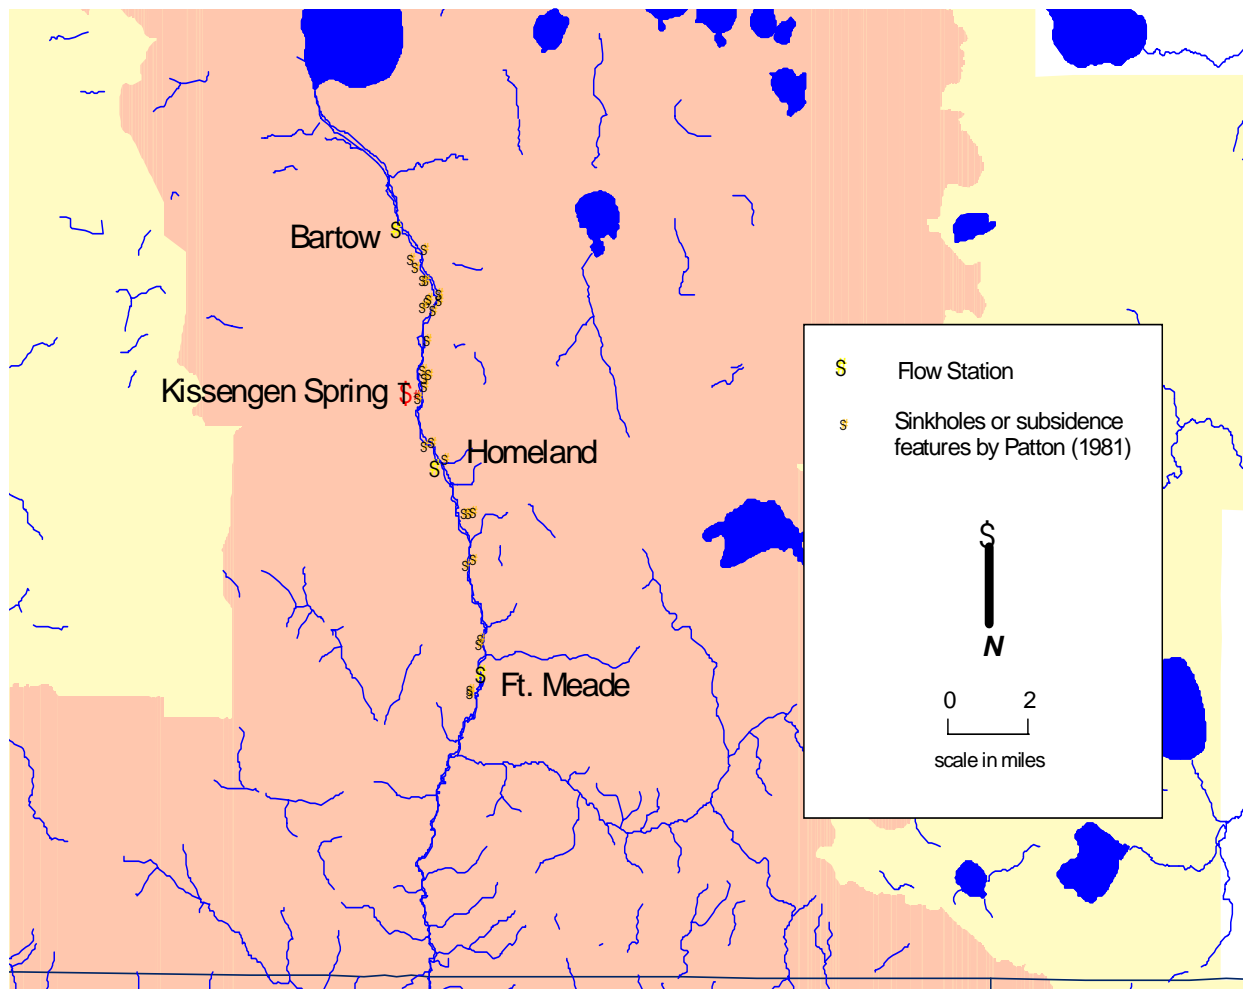 Bartow
Kissengen Spring
Homeland
Ft. Meade
S Flow Station
S Sinkholes or subsidence
features by Patton (1981)
S
N
0 2
scale in miles